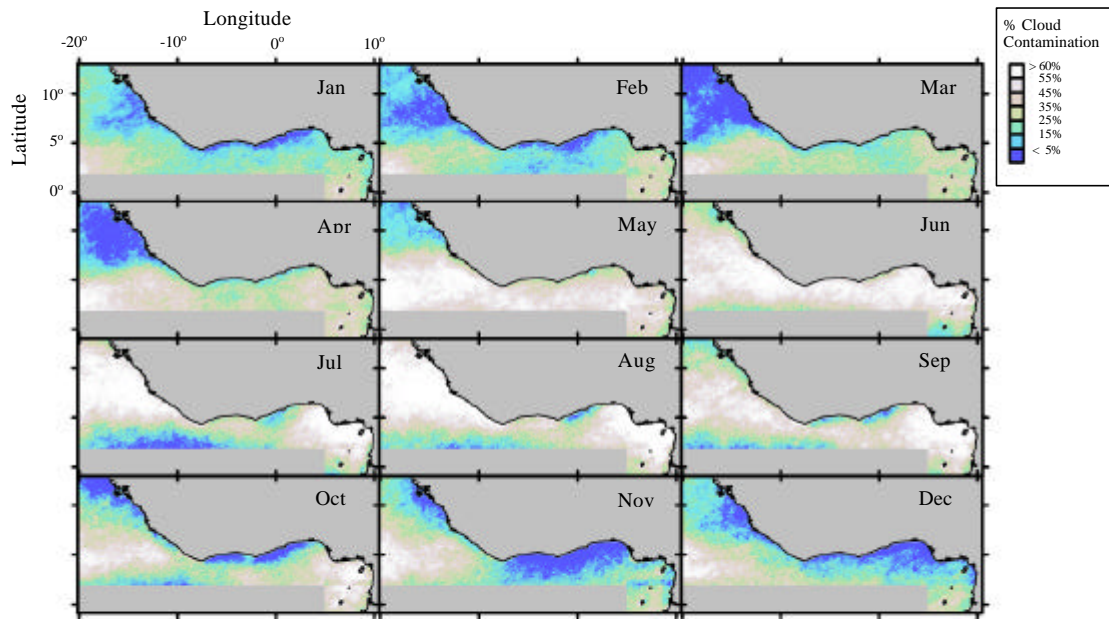 Longitude
-20° -10° 0° 10°
% Cloud
Contamination
> 60%
55%
45%
35%
25%
15%
< 5%
Latitude
10°
5°
0°
Jan Feb Mar
Apr May Jun
Jul Aug Sep
Oct Nov Dec